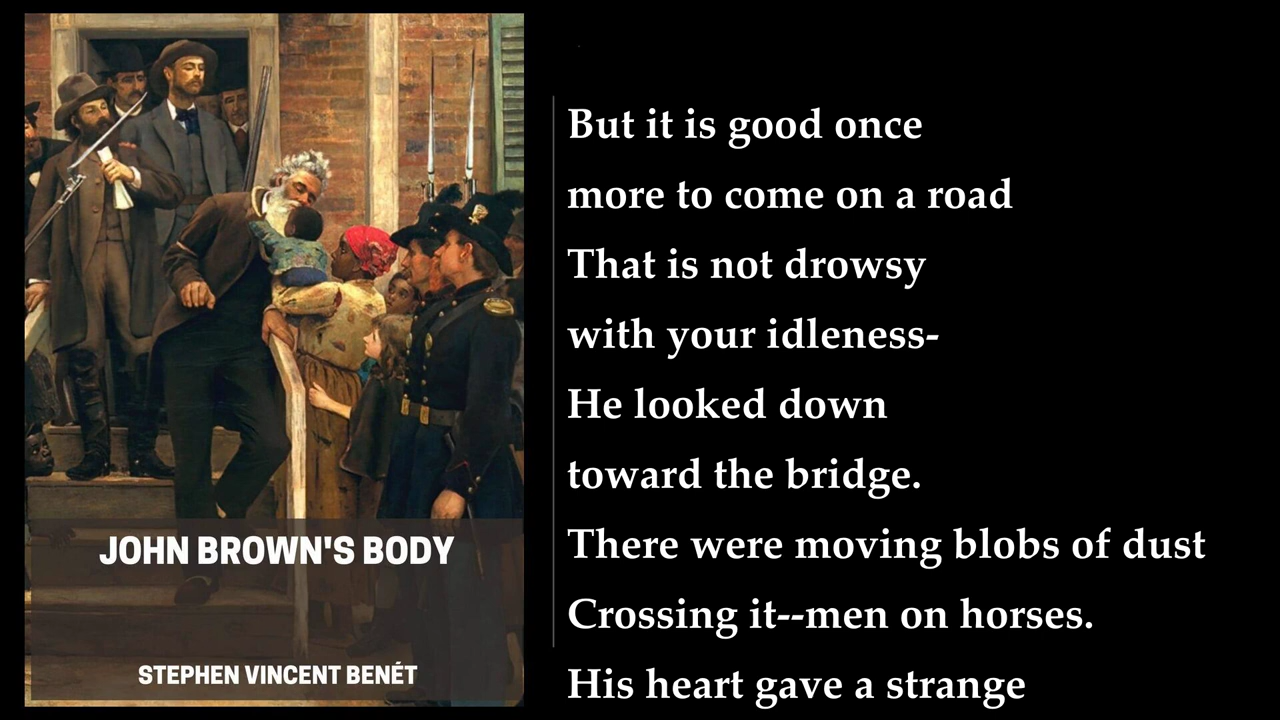 JOHN BROWN'S BODY
STEPHEN VINCENT BENÉT
But it is good once
more to come on a road
That is not drowsy
with your idleness-
He looked down
toward the bridge.
There were moving blobs of dust
Crossing it--men on horses.
His heart gave a strange